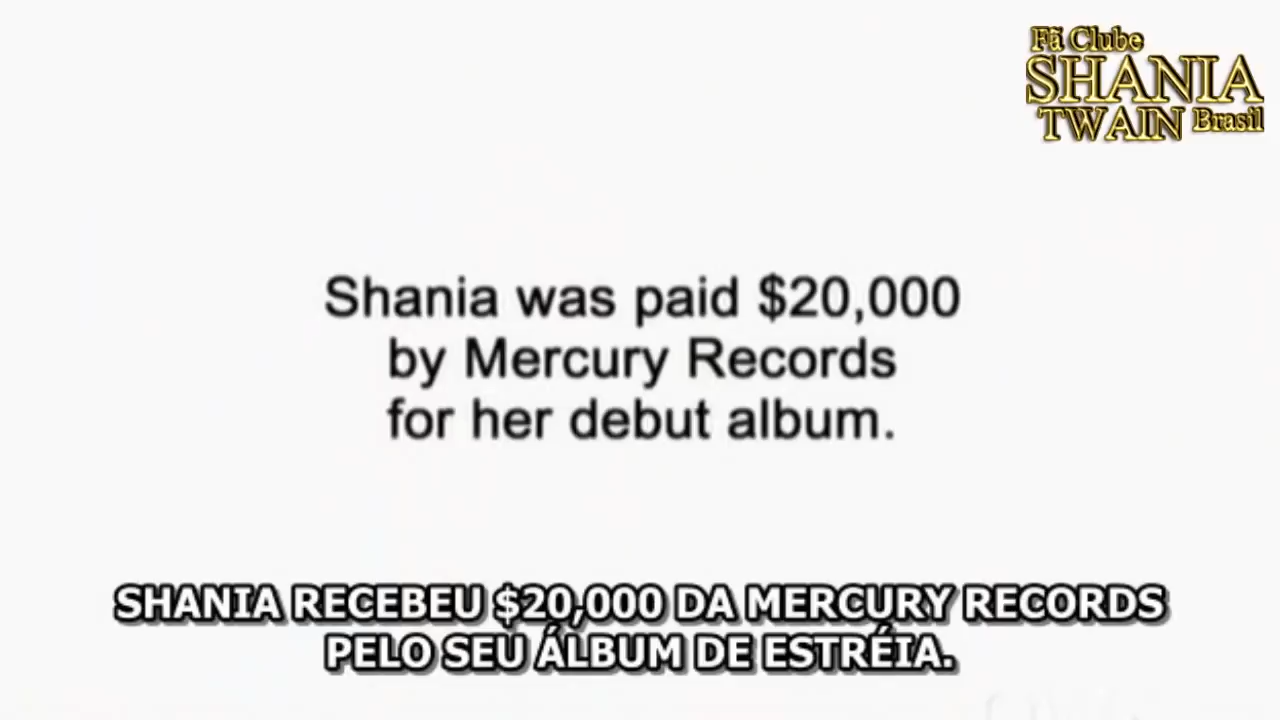 Fã Clube
SHANIA
TWAIN Brasil
Shania was paid $20,000
by Mercury Records
for her debut album.
SHANIA RECEBEU $20,000 DA MERCURY RECORDS
PELO SEU ÁLBUM DE ESTRÉIA.